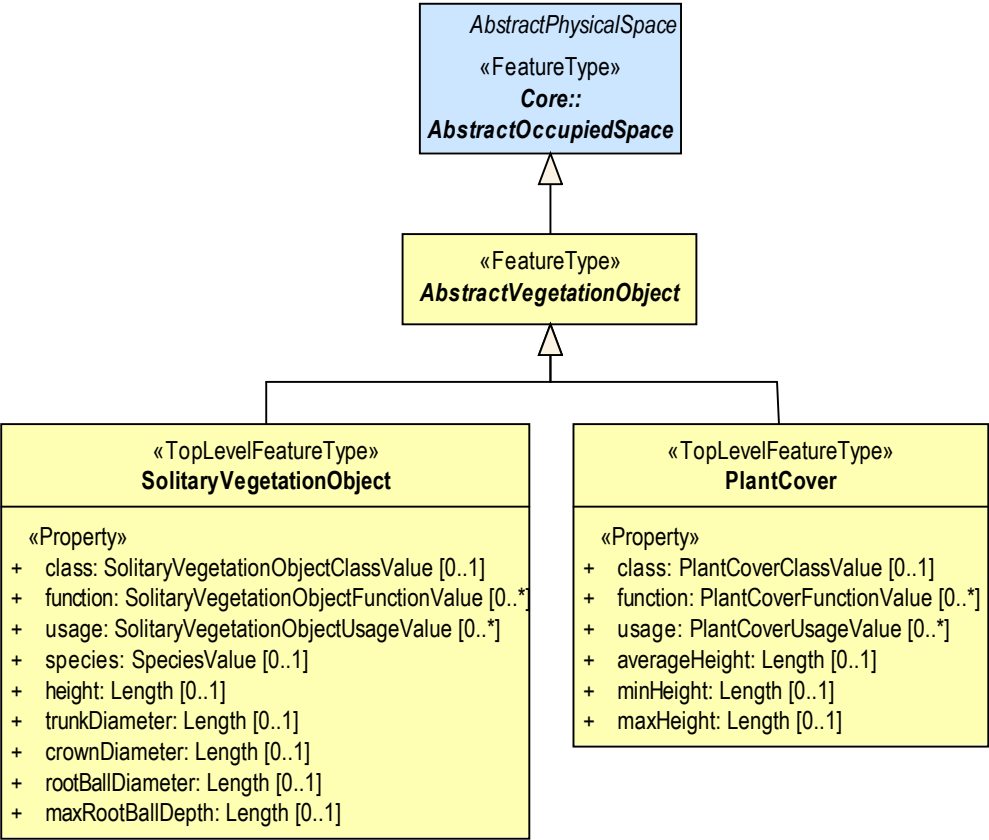 AbstractPhysicalSpace
«FeatureType»
Core::
AbstractOccupiedSpace
«FeatureType»
AbstractVegetationObject
«TopLevelFeatureType»
SolitaryVegetationObject
«Property»
+ class: SolitaryVegetationObjectClassValue [0..1]
+ function: SolitaryVegetationObjectFunctionValue [0..*]
+ usage: SolitaryVegetationObjectUsageValue [0..*]
+ species: SpeciesValue [0..1]
+ height: Length [0..1]
+ trunkDiameter: Length [0..1]
+ crownDiameter: Length [0..1]
+ rootBallDiameter: Length [0..1]
+ maxRootBallDepth: Length [0..1]
«TopLevelFeatureType»
PlantCover
«Property»
+ class: PlantCoverClassValue [0..1]
+ function: PlantCoverFunctionValue [0..*]
+ usage: PlantCoverUsageValue [0..*]
+ averageHeight: Length [0..1]
+ minHeight: Length [0..1]
+ maxHeight: Length [0..1]